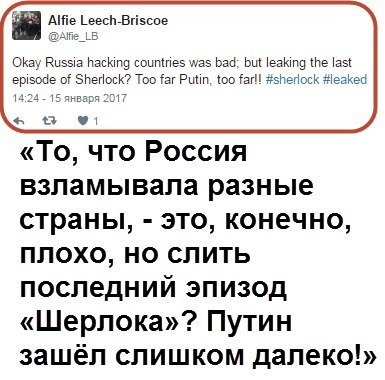 Alfie Leech-Briscoe
@Alfie_LB
Okay Russia hacking countries was bad; but leaking the last
episode of Sherlock? Too far Putin, too far!! #sherlock #leaked
14:24 - 15 января 2017
1
«То, что Россия
взламывала разные
страны, - это, конечно,
плохо, но слить
последний эпизод
«Шерлока»? Путин
зашёл слишком далеко!»